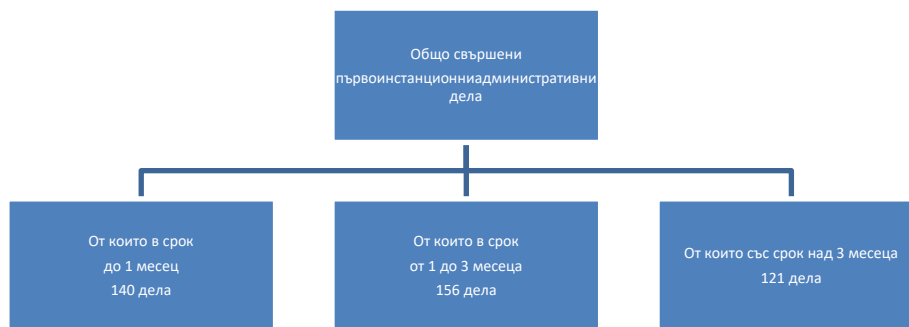 Общо свършени
първоинстанционниадминистративни
дела
От които в срок
до 1 месец
140 дела
От които в срок
от 1 до 3 месеца
156 дела
От които със срок над 3 месеца
121 дела